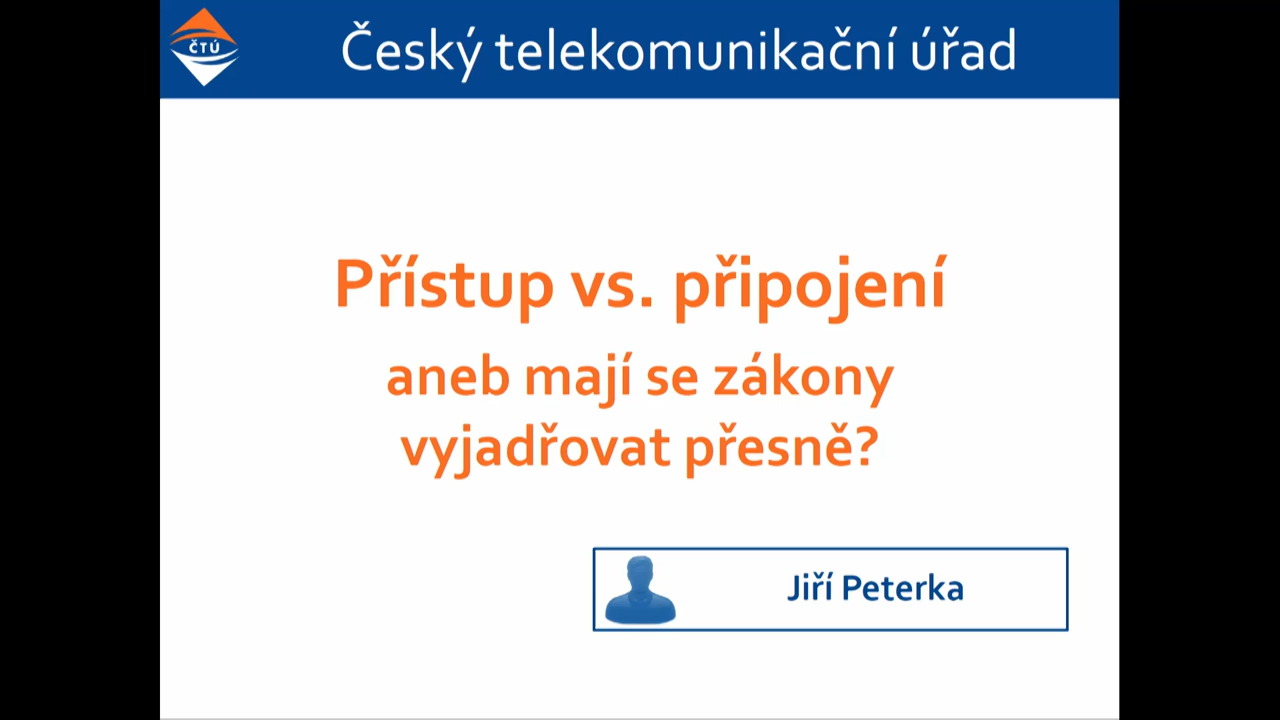 ČTÚ
Český telekomunikační úřad
Přístup vs. připojení
aneb mají se zákony
vyjadřovat přesně?
Jiří Peterka